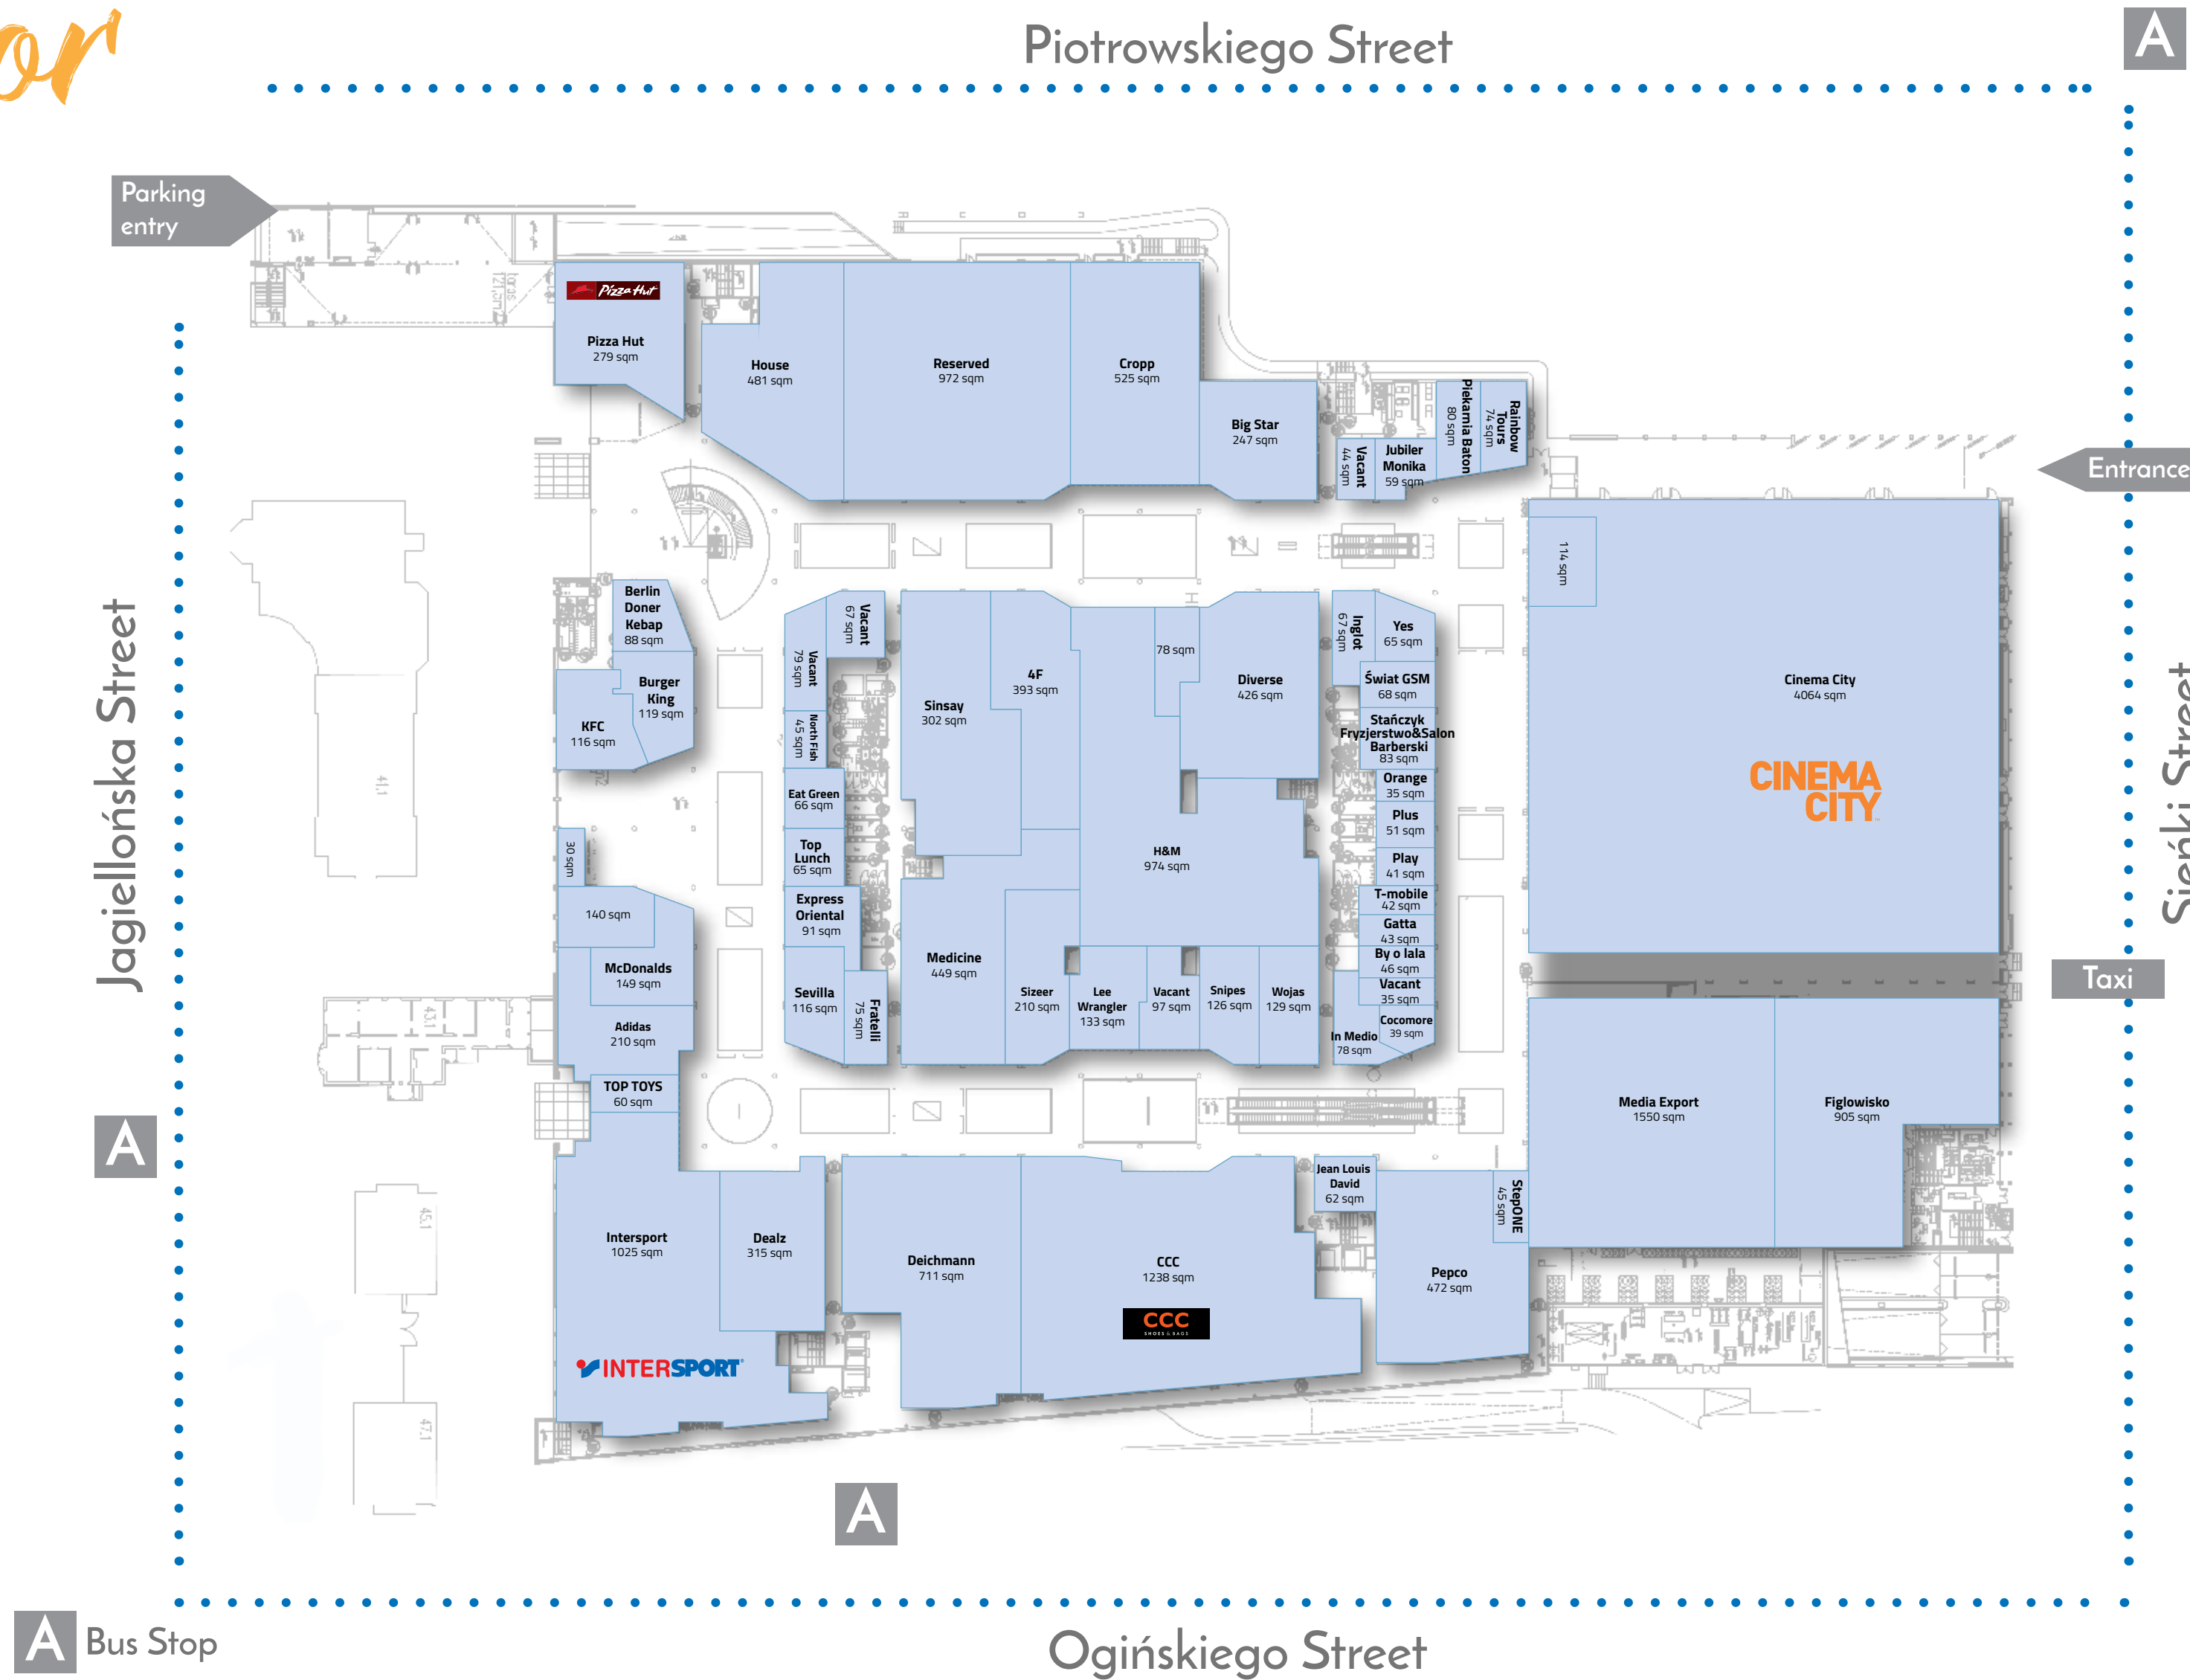 or
Piotrowskiego Street
A
Parking
entry
Pizza Hut
Pizza Hut
279 sqm
House
481 sqm
Reserved
972 sqm
Cropp
525 sqm
Big Star
247 sqm
Vacant
44 sqm
Jubiler
Monika
59 sqm
Piekarnia Baton
80 sqm
Rainbow
Tours
74 sqm
Entrance
114 sqm
Cinema City
4064 sqm
CINEMA
CITY
Berlin
Doner
Kebap
88 sqm
Burger
King
119 sqm
KFC
116 sqm
Vacant
67 sqm
Vacant
79 sqm
North Fish
45 sqm
Eat Green
66 sqm
Top
Lunch
65 sqm
Express
Oriental
91 sqm
Sevilla
116 sqm
Fratelli
75 sqm
Sinsay
302 sqm
4F
393 sqm
78 sqm
Diverse
426 sqm
H&M
974 sqm
Medicine
449 sqm
Sizeer
210 sqm
Lee
Wrangler
133 sqm
Vacant
97 sqm
Snipes
126 sqm
Wojas
129 sqm
Inglot
67 sqm
Yes
65 sqm
Świat GSM
68 sqm
Stańczyk
Fryzjerstwo&Salon
Barberski
83 sqm
Orange
35 sqm
Plus
51 sqm
Play
41 sqm
T-mobile
42 sqm
Gatta
43 sqm
By o lala
46 sqm
Vacant
35 sqm
Cocomore
39 sqm
In Medio
78 sqm
30 sqm
140 sqm
McDonalds
149 sqm
Adidas
210 sqm
TOP TOYS
60 sqm
Intersport
1025 sqm
INTERSPORT
Dealz
315 sqm
Deichmann
711 sqm
CCC
1238 sqm
CCC
SHOES & BAGS
Jean Louis
David
62 sqm
StepONE
45 sqm
Pepco
472 sqm
Media Export
1550 sqm
Figlowisko
905 sqm
Taxi
Jagiellońska Street
41.1
43.1
45.1
47.1
A
A
A Bus Stop
Ogińskiego Street